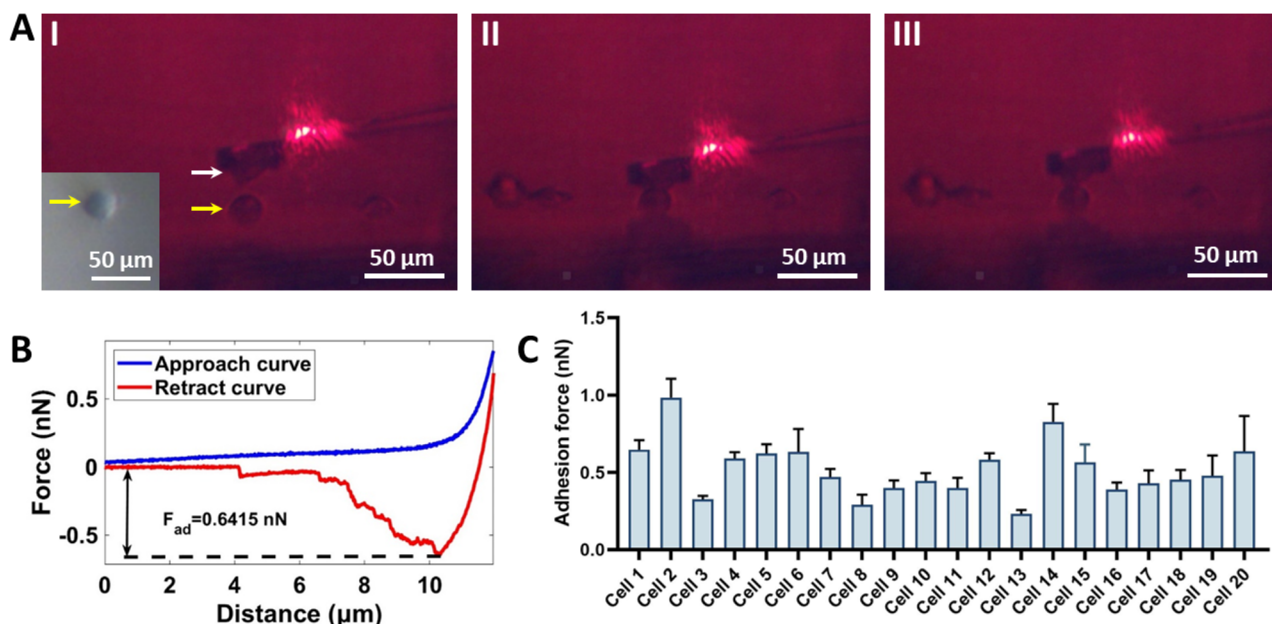 A
I
II
III
50 µm
50 µm
50 µm
50 µm
B
Approach curve
Retract curve
0.5
0
-0.5
Force (nN)
Fad=0.6415 nN
0 2 4 6 8 10
Distance (µm)
C
Adhesion force (nN)
1.5
1.0
0.5
0.0
Cell 1
Cell 2
Cell 3
Cell 4
Cell 5
Cell 6
Cell 7
Cell 8
Cell 9
Cell 10
Cell 11
Cell 12
Cell 13
Cell 14
Cell 15
Cell 16
Cell 17
Cell 18
Cell 19
Cell 20